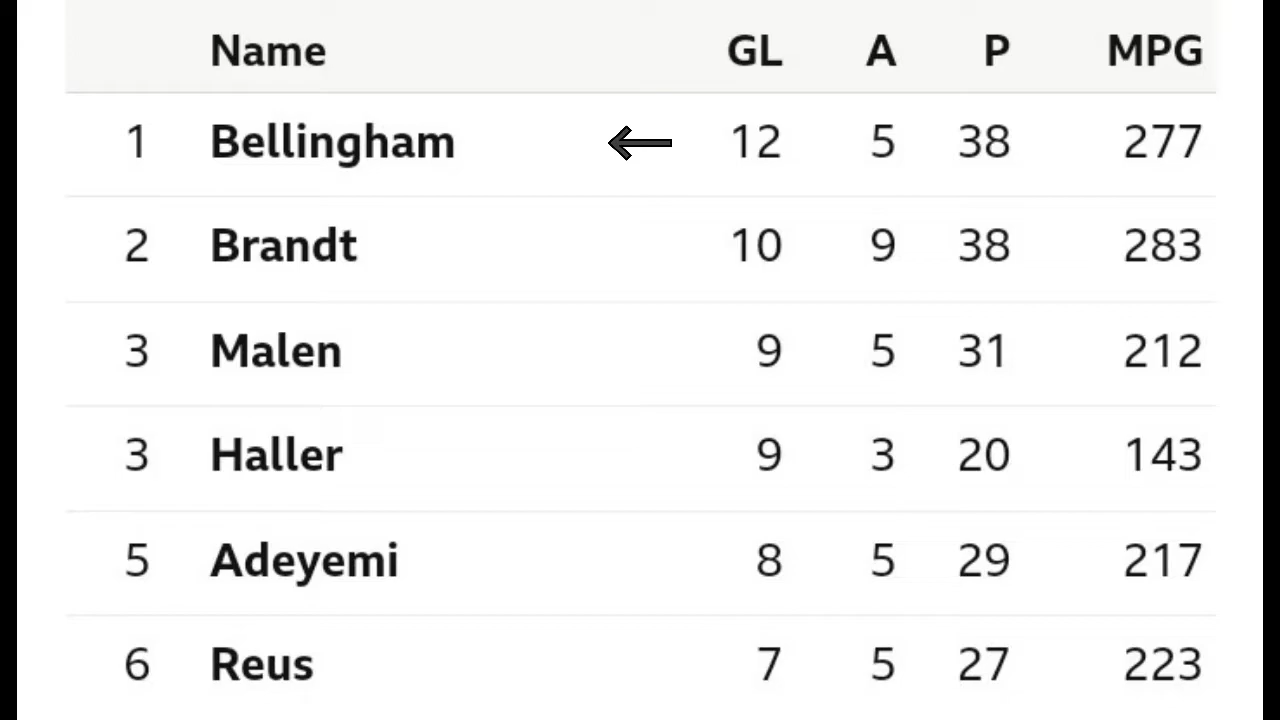 Name GL A P MPG
1 Bellingham ← 12 5 38 277
2 Brandt 10 9 38 283
3 Malen 9 5 31 212
3 Haller 9 3 20 143
5 Adeyemi 8 5 29 217
6 Reus 7 5 27 223